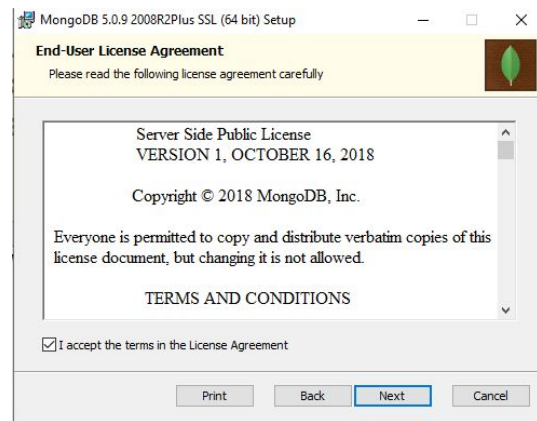 MongoDB 5.0.9 2008R2Plus SSL (64 bit) Setup
End-User License Agreement
Please read the following license agreement carefully
Server Side Public License
VERSION 1, OCTOBER 16, 2018
Copyright © 2018 MongoDB, Inc.
Everyone is permitted to copy and distribute verbatim copies of this
license document, but changing it is not allowed.
TERMS AND CONDITIONS
I accept the terms in the License Agreement
Print Back Next Cancel